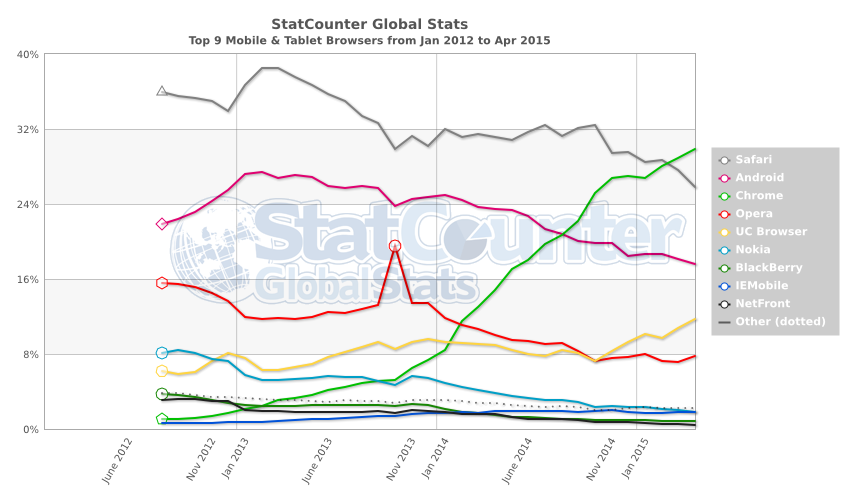 StatCounter Global Stats
Top 9 Mobile & Tablet Browsers from Jan 2012 to Apr 2015
40%
32%
24%
16%
8%
0%
StatCounter
GlobalStats
June 2012
Nov 2012
Jan 2013
June 2013
Nov 2013
Jan 2014
June 2014
Nov 2014
Jan 2015
Safari
Android
Chrome
Opera
UC Browser
Nokia
BlackBerry
IEMobile
NetFront
Other (dotted)